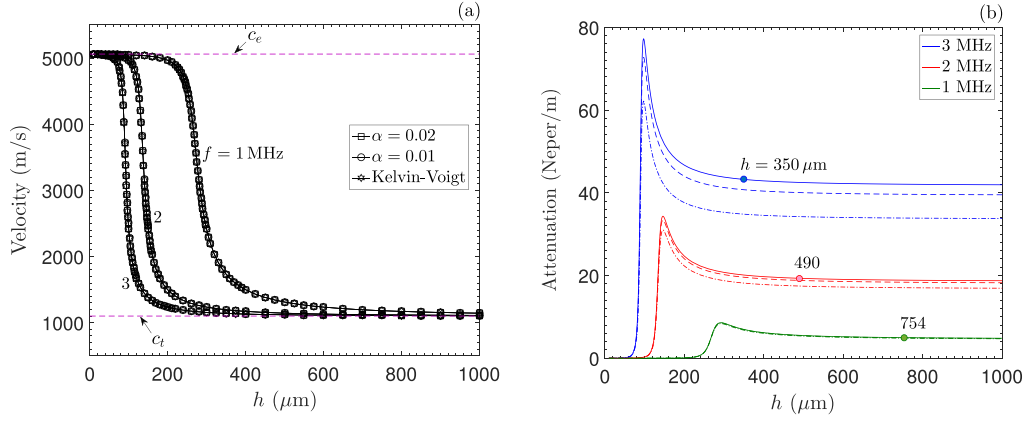 (a)
c_e
5000
4000
3000
2000
1000
Velocity (m/s)
α = 0.02
α = 0.01
Kelvin-Voigt
f = 1 MHz
2
3
c_t
0 200 400 600 800 1000
h (μm)
(b)
80
60
40
20
0
Attenuation (Neper/m)
3 MHz
2 MHz
1 MHz
h = 350 μm
490
754
0 200 400 600 800 1000
h (μm)